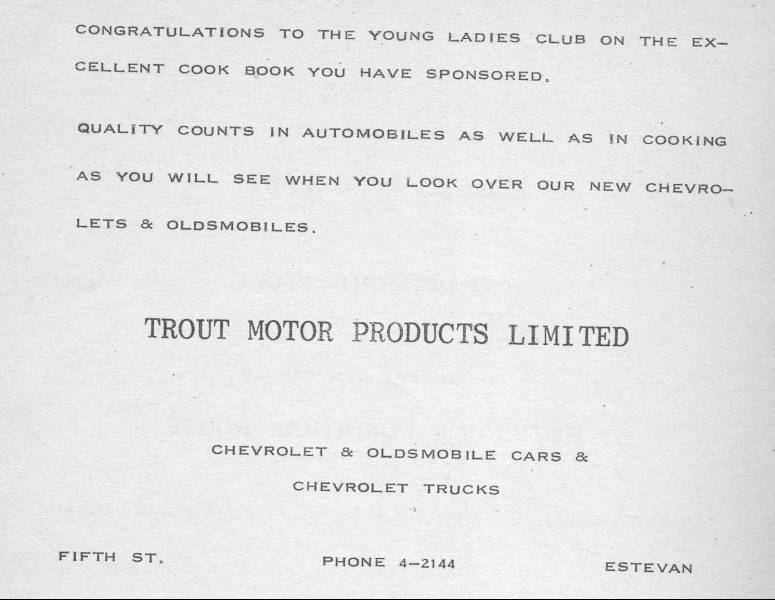 CONGRATULATIONS TO THE YOUNG LADIES CLUB ON THE EX-
CELLENT COOK BOOK YOU HAVE SPONSORED.
QUALITY COUNTS IN AUTOMOBILES AS WELL AS IN COOKING
AS YOU WILL SEE WHEN YOU LOOK OVER OUR NEW CHEVRO-
LETS & OLDSMOBILES.
TROUT MOTOR PRODUCTS LIMITED
CHEVROLET & OLDSMOBILE CARS &
CHEVROLET TRUCKS
FIFTH ST. PHONE 4-2144 ESTEVAN